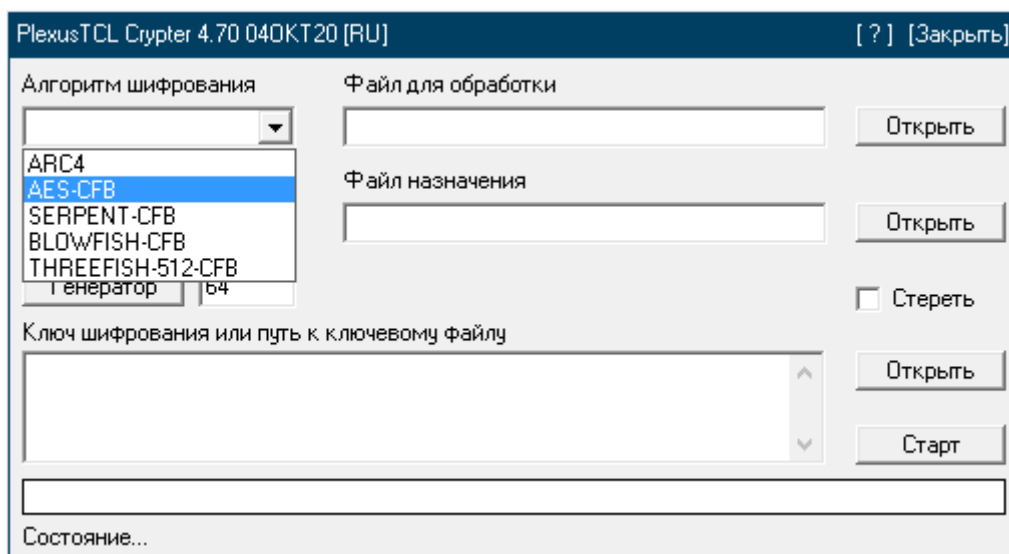 PlexusTCL Crypter 4.70 04OKT20 [RU] [ ? ] [Закрыть]
Алгоритм шифрования Файл для обработки
Открыть
ARC4
AES-CFB Файл назначения
SERPENT-CFB
BLOWFISH-CFB Открыть
THREEFISH-512-CFB
Генератор 64 Стереть
Ключ шифрования или путь к ключевому файлу
Открыть
Старт
Состояние...